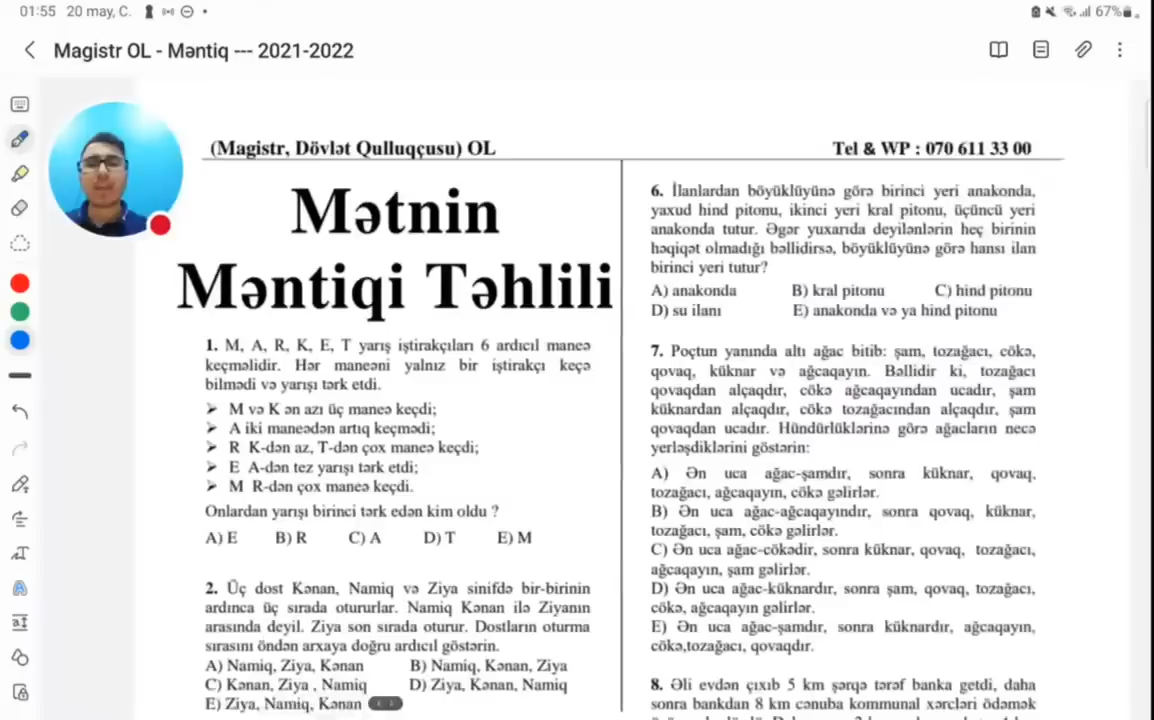 01:55 20 may, C.
67%
Magistr OL - Məntiq --- 2021-2022
(Magistr, Dövlət Qulluqçusu) OL
Tel & WP : 070 611 33 00
Mətnin
Məntiqi Təhlili
1. M, A, R, K, E, T yarış iştirakçıları 6 ardıcıl maneə
keçməlidir. Hər maneəni yalnız bir iştirakçı keçə
bilmədi və yarışı tərk etdi.
➢ M və K ən azı üç maneə keçdi;
➢ A iki maneədən artıq keçmədi;
➢ R K-dən az, T-dən çox maneə keçdi;
➢ E A-dan tez yarışı tərk etdi;
➢ M R-dən çox maneə keçdi.
Onlardan yarışı birinci tərk edən kim oldu ?
A) E B) R C) A D) T E) M
2. Üç dost Kənan, Namiq və Ziya sinifdə bir-birinin
ardınca üç sırada otururlar. Namiq Kənan ilə Ziyanın
arasında deyil. Ziya son sırada oturur. Dostların oturma
sırasını öndən arxaya doğru ardıcıl göstərin.
A) Namiq, Ziya, Kənan B) Namiq, Kənan, Ziya
C) Kənan, Ziya , Namiq D) Ziya, Kənan, Namiq
E) Ziya, Namiq, Kənan
6. İlanlardan böyüklüyünə görə birinci yeri anakonda,
yaxud hind pitonu, ikinci yeri kral pitonu, üçüncü yeri
anakonda tutur. Əgər yuxarıda deyilənlərin heç birinin
həqiqət olmadığı bəllidirsə, böyüklüyünə görə hansı ilan
birinci yeri tutur?
A) anakonda B) kral pitonu C) hind pitonu
D) su ilanı E) anakonda və ya hind pitonu
7. Poçtun yanında altı ağac bitib: şam, tozağacı, cökə,
qovaq, küknar və ağcaqayın. Bəllidir ki, tozağacı
qovaqdan alçaqdır, cökə ağcaqayından ucadır, şam
küknardan alçaqdır, cökə tozağacından alçaqdır, şam
qovaqdan ucadır. Hündürlüklərinə görə ağacların necə
yerləşdiklərini göstərin:
A) Ən uca ağac-şamdır, sonra küknar, qovaq,
tozağacı, ağcaqayın, cökə gəlirlər.
B) Ən uca ağac-ağcaqayındır, sonra qovaq, küknar,
tozağacı, şam, cökə gəlirlər.
C) Ən uca ağac-cökədir, sonra küknar, qovaq, tozağacı,
ağcaqayın, şam gəlirlər.
D) Ən uca ağac-küknardır, sonra şam, qovaq, tozağacı,
cökə, ağcaqayın gəlirlər.
E) Ən uca ağac-şamdır, sonra küknardır, ağcaqayın,
cökə,tozağacı, qovaqdır.
8. Əli evdən çıxıb 5 km şərqə tərəf banka getdi, daha
sonra bankdan 8 km cənuba kommunal xərcləri ödəmək